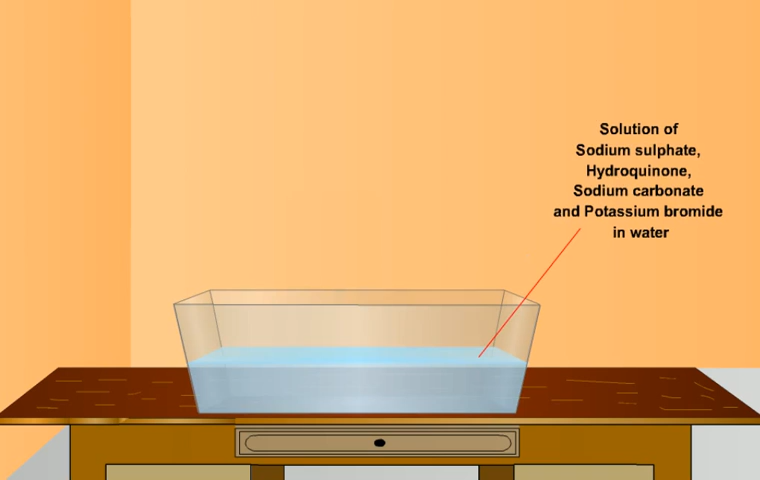 Solution of
Sodium sulphate,
Hydroquinone,
Sodium carbonate
and Potassium bromide
in water